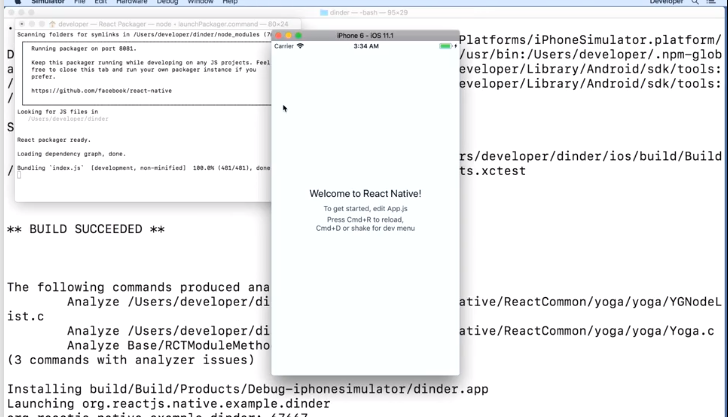 Simulator File Edit Hardware Debug Window Help Developer
dinder — -bash — 95×29
developer — React Packager — node • launchPackager.command — 80×24
Scanning folders for symlinks in /Users/developer/dinder/node_modules
Running packager on port 8081.
Keep this packager running while developing on any JS projects. Feel
free to close this tab and run your own packager instance if you
prefer.
https://github.com/facebook/react-native
Looking for JS files in
/Users/developer/dinder
React packager ready.
Loading dependency graph, done.
Bundling `index.js` [development, non-minified] 100.0% (481/481), done
iPhone 6 - iOS 11.1
Carrier 3:34 AM
Welcome to React Native!
To get started, edit App.js
Press Cmd+R to reload,
Cmd+D or shake for dev menu
Platforms/iPhoneSimulator.platform/
/usr/bin:/Users/developer/.npm-glob
eveloper/Library/Android/sdk/tools:
eveloper/Library/Android/sdk/tools:
rs/developer/dinder/ios/build/Build
ts.xctest
** BUILD SUCCEEDED **
The following commands produced ana
Analyze /Users/developer/di ative/ReactCommon/yoga/yoga/YGNodeL
ist.c
Analyze /Users/developer/di ative/ReactCommon/yoga/yoga/Yoga.c
Analyze Base/RCTModuleMetho
(3 commands with analyzer issues)
Installing build/Build/Products/Debug-iphonesimulator/dinder.app
Launching org.reactjs.native.example.dinder